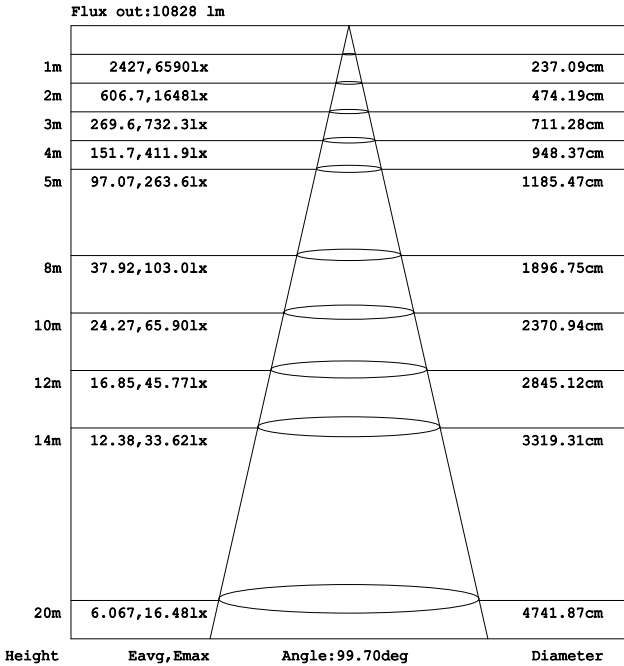 Flux out:10828 lm
1m 2427,6590lx 237.09cm
2m 606.7,1648lx 474.19cm
3m 269.6,732.3lx 711.28cm
4m 151.7,411.9lx 948.37cm
5m 97.07,263.6lx 1185.47cm
8m 37.92,103.0lx 1896.75cm
10m 24.27,65.90lx 2370.94cm
12m 16.85,45.77lx 2845.12cm
14m 12.38,33.62lx 3319.31cm
20m 6.067,16.48lx 4741.87cm
Height Eavg,Emax Angle:99.70deg Diameter